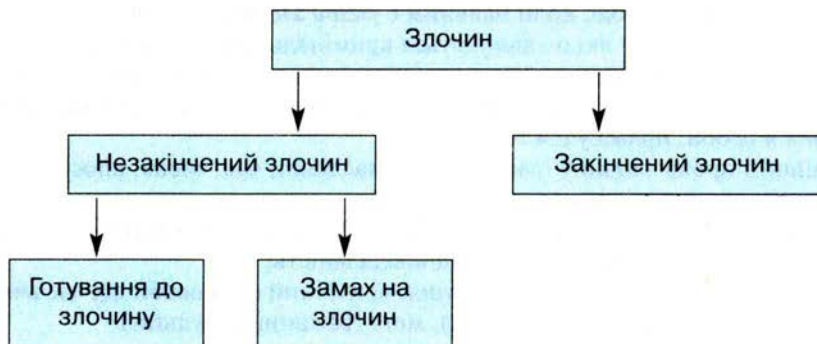 Злочин
Незакінчений злочин
Закінчений злочин
Готування до
злочину
Замах на
злочин